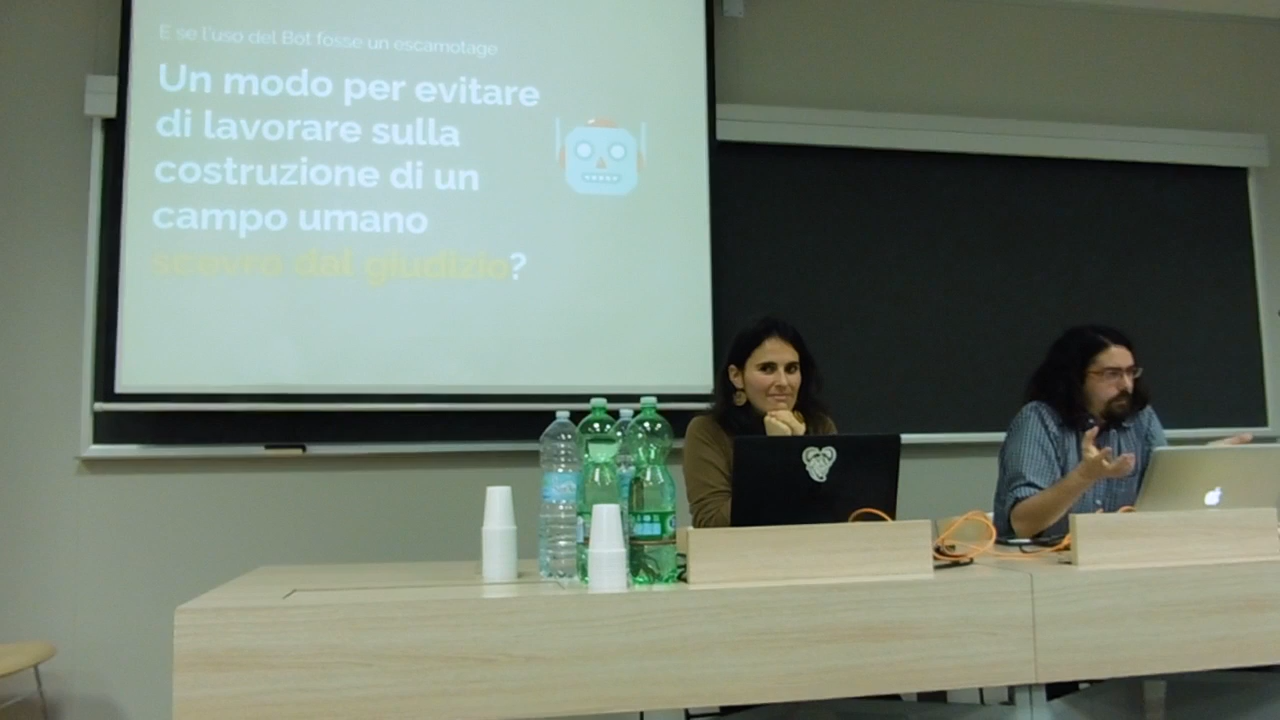 E se l'uso del Bot fosse un escamotage
Un modo per evitare
di lavorare sulla
costruzione di un
campo umano
scevro dal giudizio?